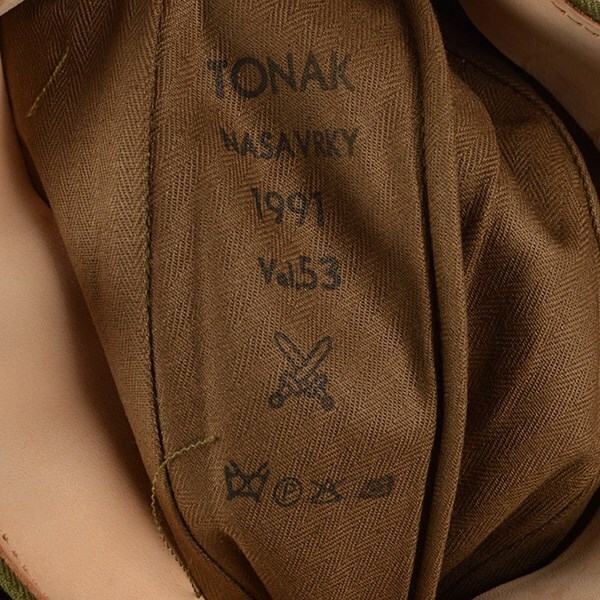 TONAK
NASAVRKY
1991
Vel.53
P